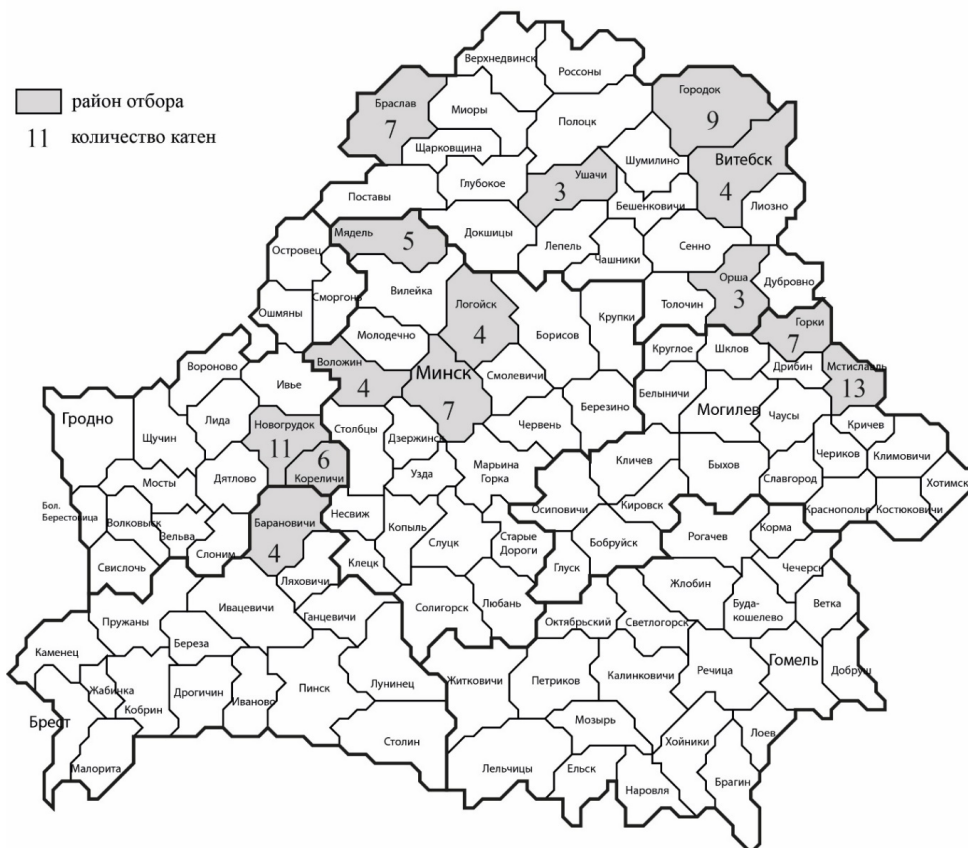 район отбора
11 количество катен
Верхнедвинск
Россоны
Браслав
7
Миоры
Полоцк
Городок
9
Щарковщина
Шумилино
Витебск
4
Глубокое
Ушачи
3
Поставы
Бешенковичи
Лиозно
Мядель
5
Докшицы
Лепель
Чашники
Сенно
Островец
Сморгонь
Вилейка
Логойск
4
Орша
3
Дубровно
Толочин
Ошмяны
Борисов
Крупки
Горки
7
Молодечно
Круглое
Шклов
Дрибин
Мстиславль
13
Вороново
Воложин
4
Минск
7
Смолевичи
Ивье
Белыничи
Могилев
Чаусы
Кричев
Гродно
Лида
Новогрудок
11
Столбцы
Дзержинск
Червень
Березино
Щучин
6
Кореличи
Узда
Марьина
Горка
Кличев
Быхов
Чериков
Климовичи
Славгород
Хотимск
Мосты
Дятлово
Бол.
Берестовица
Волковыск
Зельва
Слоним
Барановичи
4
Несвиж
Копыль
Осиповичи
Кировск
Краснополье
Костюковичи
Слуцк
Старые
Дороги
Бобруйск
Рогачев
Корма
Свислочь
Ляховичи
Клецк
Глуск
Чечерск
Жлобин
Ивацевичи
Ганцевичи
Солигорск
Любань
Октябрьский
Светлогорск
Буда-
кошелево
Ветка
Пружаны
Береза
Каменец
Жабинка
Кобрин
Дрогичин
Иваново
Пинск
Лунинец
Житковичи
Петриков
Калинковичи
Речица
Гомель
Добруш
Брест
Малорита
Столин
Мозырь
Хойники
Лоев
Лельчицы
Ельск
Наровля
Брагин